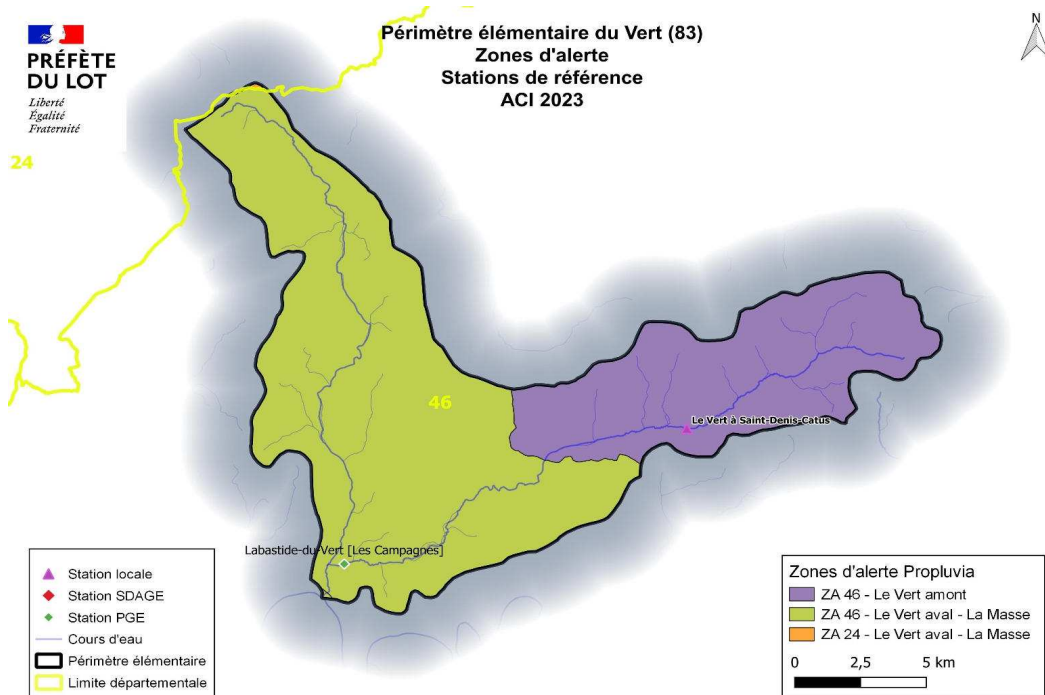 PRÉFÈTE
DU LOT
Liberté
Égalité
Fraternité
Périmètre élémentaire du Vert (83)
Zones d'alerte
Stations de référence
ACI 2023
N
24
46
Le Vert à Saint-Denis-Catus
Labastide-du-Vert [Les Campagnes]
Station locale
Station SDAGE
Station PGE
Cours d'eau
Périmètre élémentaire
Limite départementale
Zones d'alerte Propluvia
ZA 46 - Le Vert amont
ZA 46 - Le Vert aval - La Masse
ZA 24 - Le Vert aval - La Masse
0 2,5 5 km